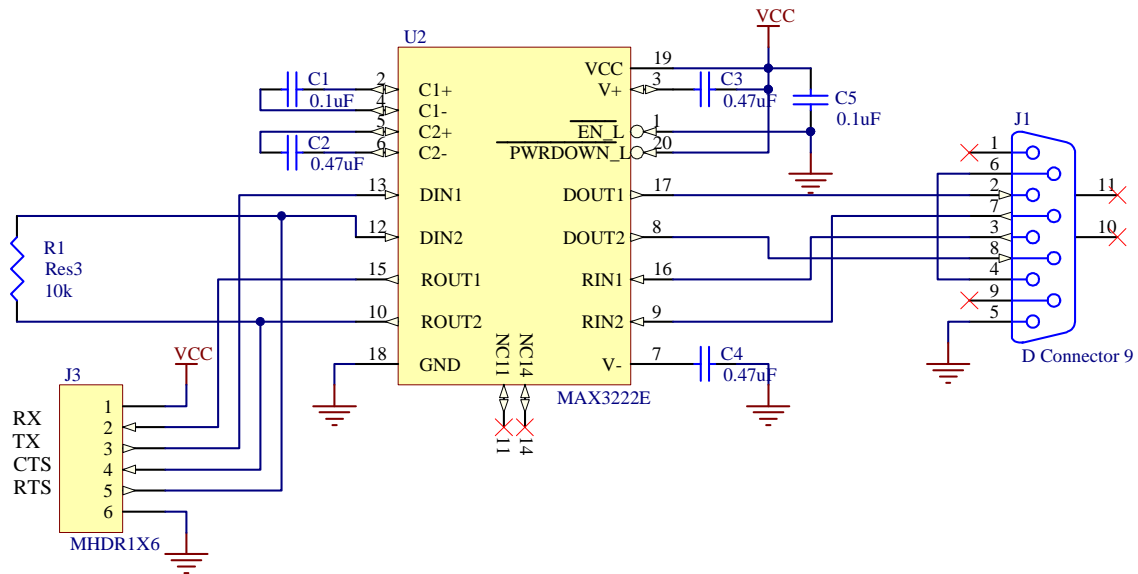 VCC
U2
19
VCC
2
C1+
C1
0.1uF
4
C1-
3
V+
C3
0.47uF
5
C2+
C2
0.47uF
6
C2-
C5
0.1uF
1
EN_L
20
PWRDOWN_L
J1
1
6
2
7
3
8
4
9
5
11
10
D Connector 9
13
DIN1
DOUT1
17
12
DIN2
DOUT2
8
R1
Res3
10k
15
ROUT1
RIN1
16
10
ROUT2
RIN2
9
18
GND
NC11
NC14
V-
7
C4
0.47uF
MAX3222E
11
14
VCC
J3
1
RX
2
TX
3
CTS
4
RTS
5
6
MHDR1X6